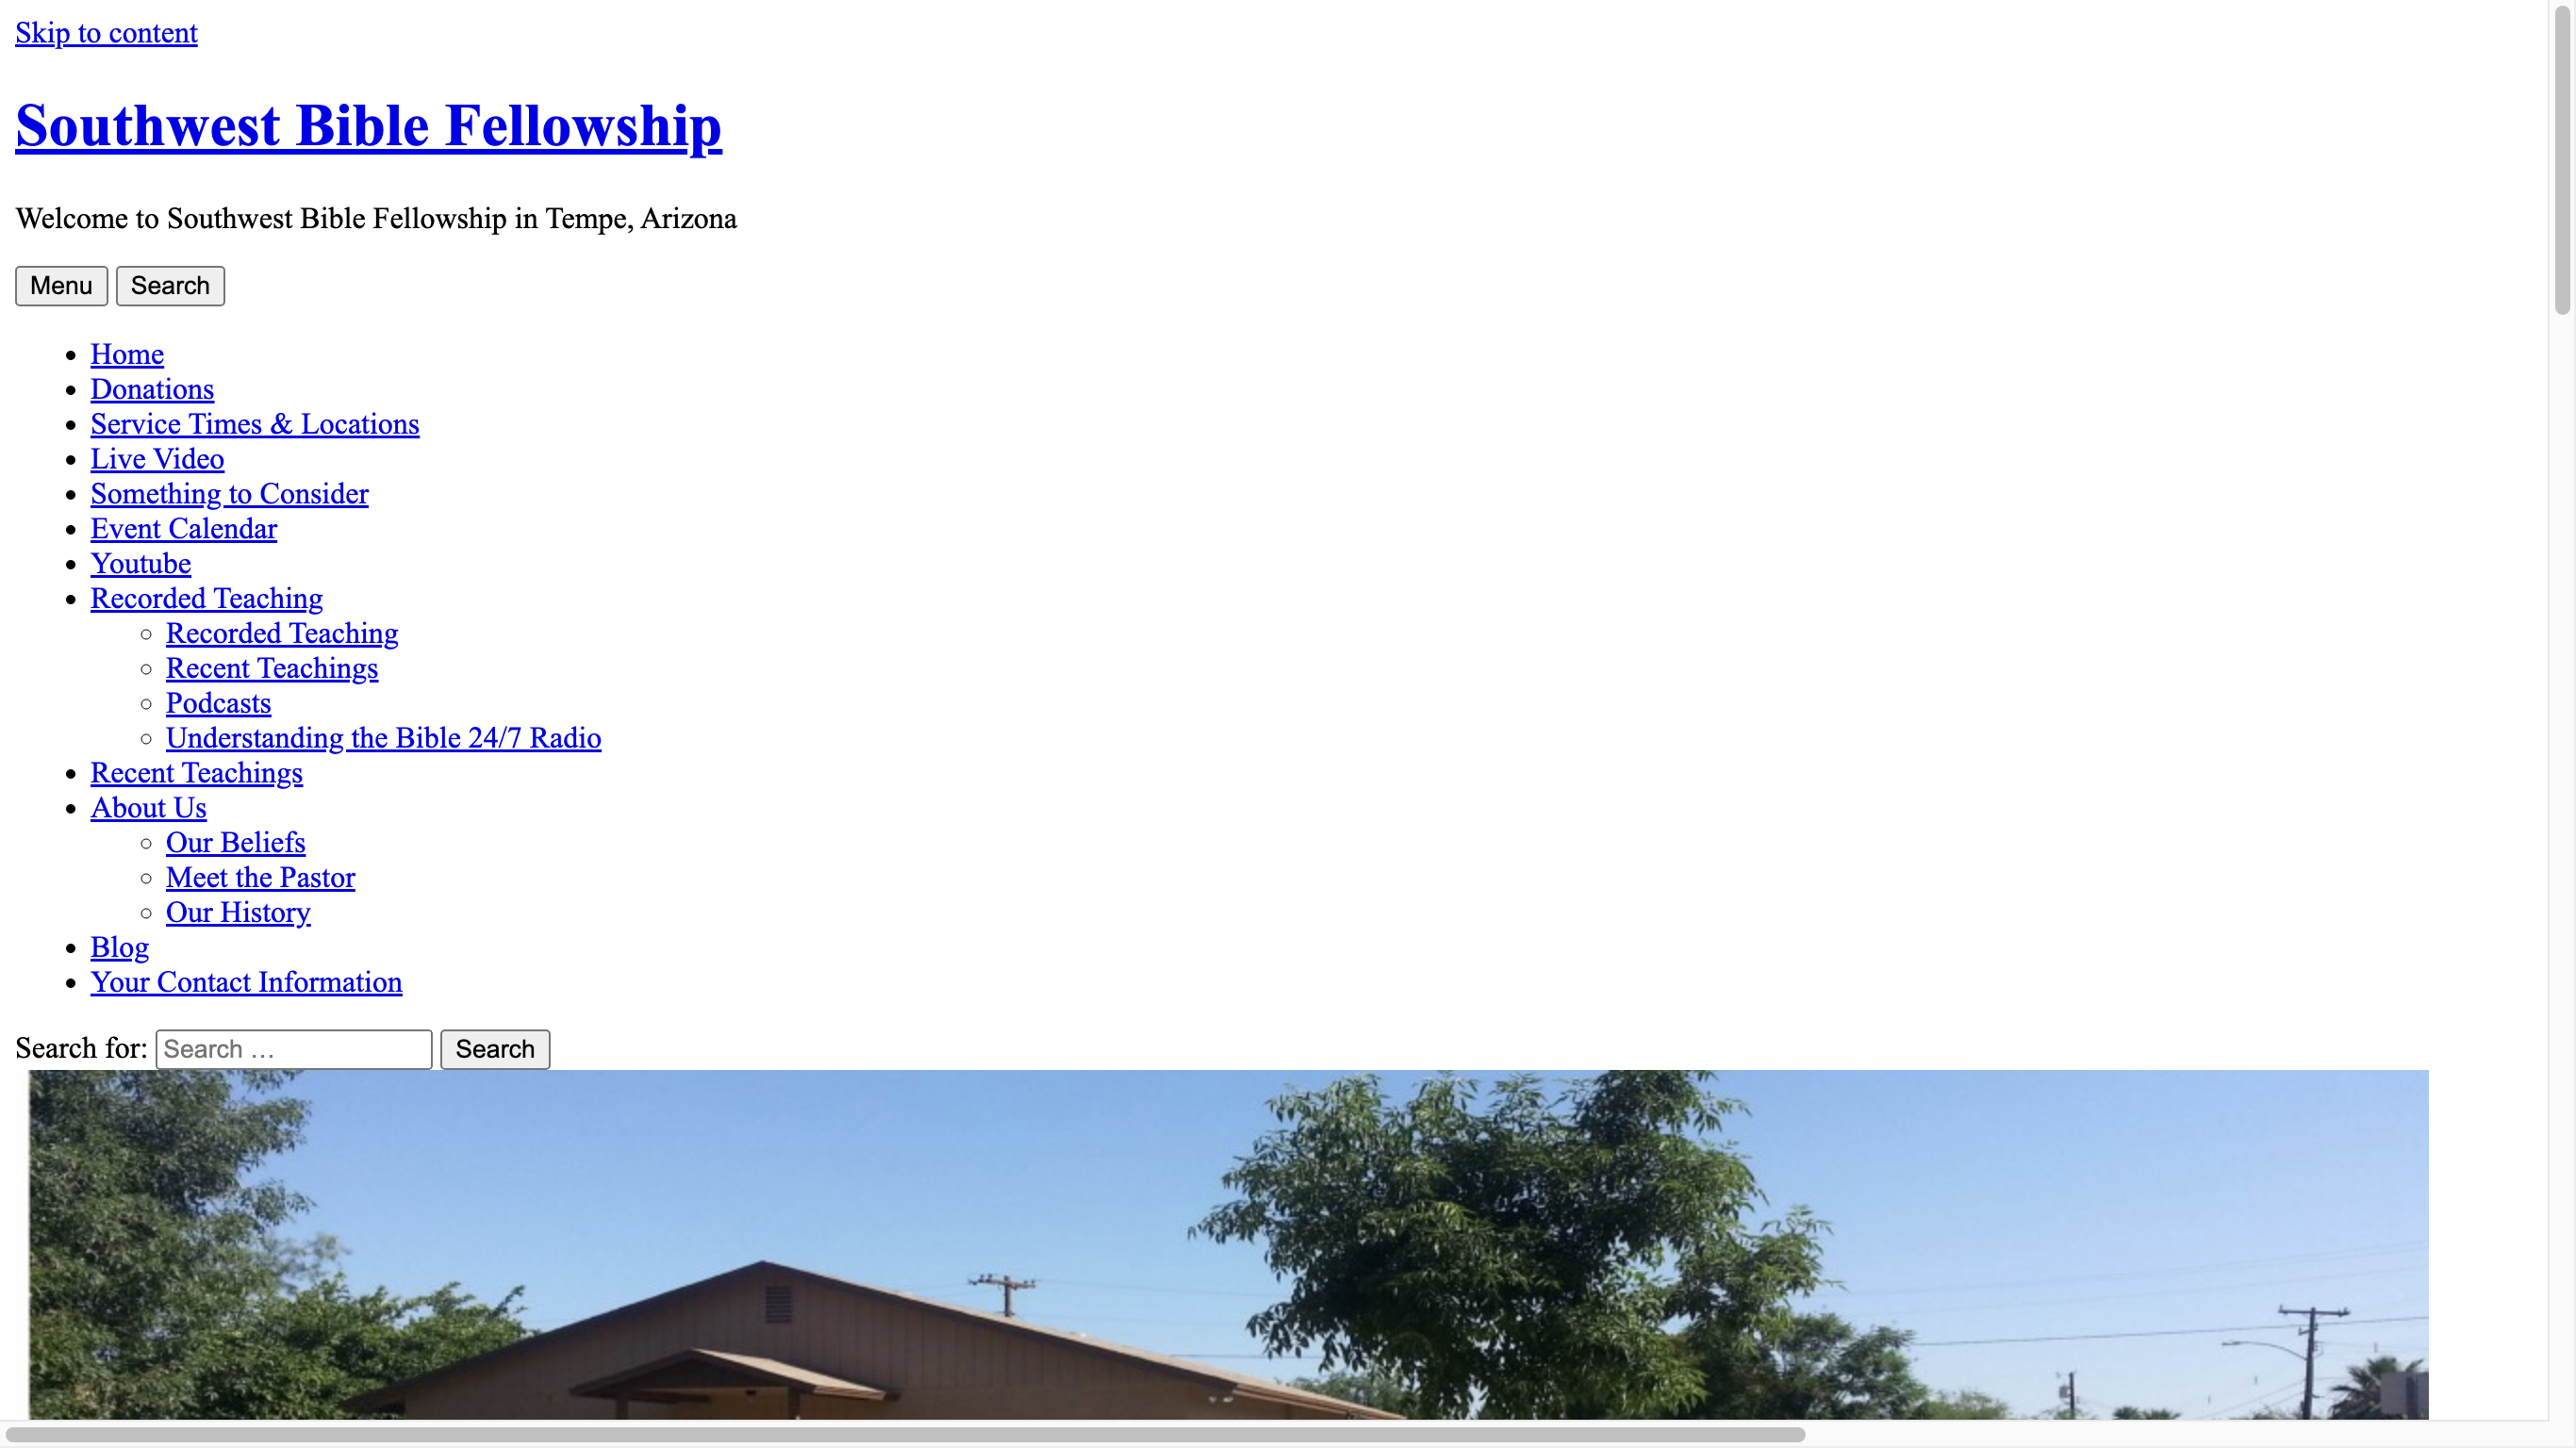 Skip to content
Southwest Bible Fellowship
Welcome to Southwest Bible Fellowship in Tempe, Arizona
Menu Search
Home
Donations
Service Times & Locations
Live Video
Something to Consider
Event Calendar
Youtube
Recorded Teaching
Recorded Teaching
Recent Teachings
Podcasts
Understanding the Bible 24/7 Radio
Recent Teachings
About Us
Our Beliefs
Meet the Pastor
Our History
Blog
Your Contact Information
Search for: Search … Search